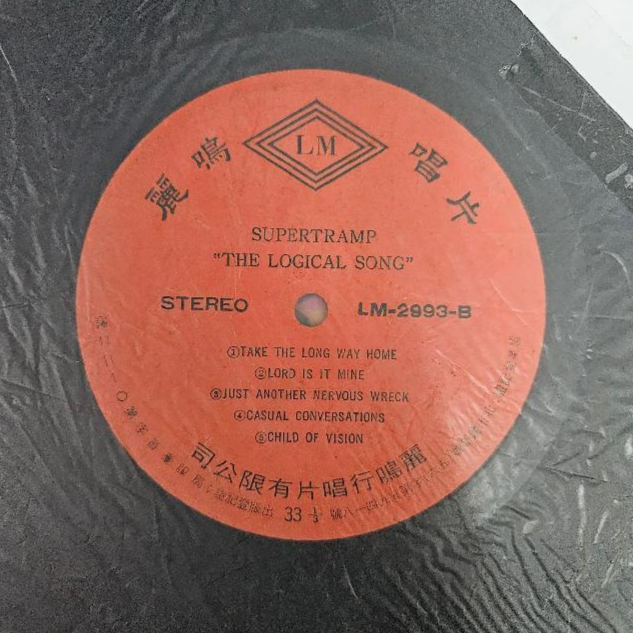 LM
麗鳴唱片
SUPERTRAMP
"THE LOGICAL SONG"
STEREO LM-2993-B
①TAKE THE LONG WAY HOME
②LORD IS IT MINE
③JUST ANOTHER NERVOUS WRECK
④CASUAL CONVERSATIONS
⑤CHILD OF VISION
司公限有片唱行鳴麗
33⅓